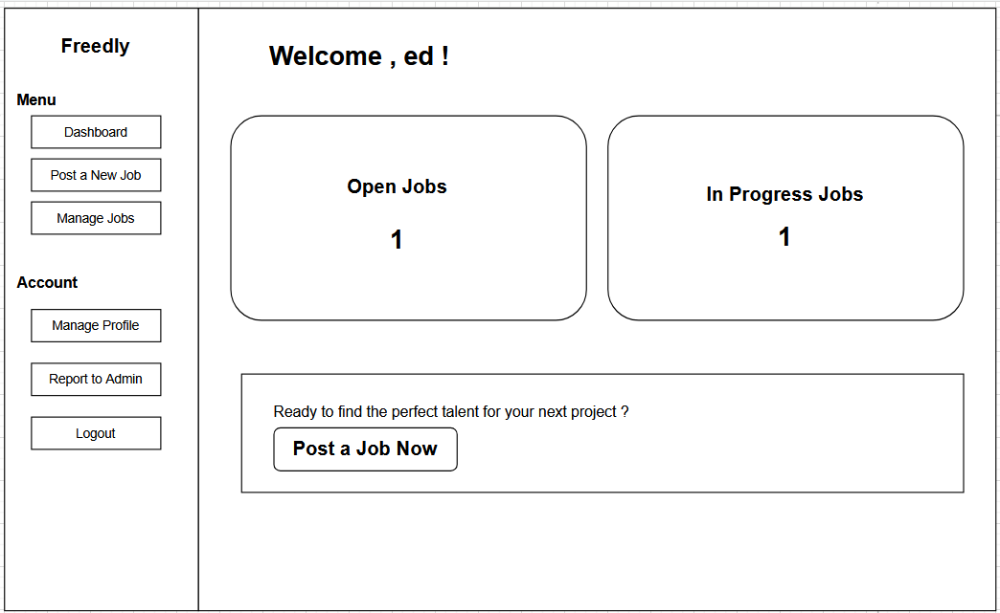 Freedly
Menu
Dashboard
Post a New Job
Manage Jobs
Account
Manage Profile
Report to Admin
Logout
Welcome , ed !
Open Jobs
1
In Progress Jobs
1
Ready to find the perfect talent for your next project ?
Post a Job Now